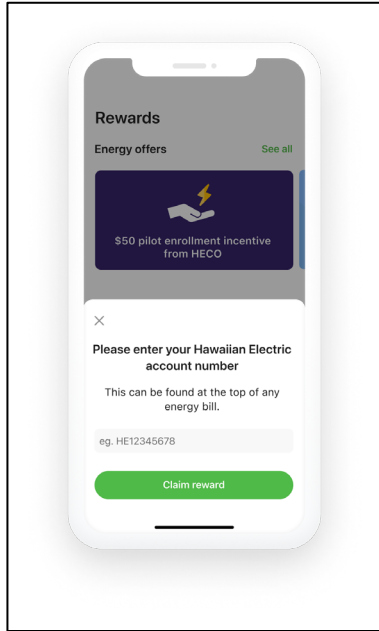 Rewards
Energy offers See all
$50 pilot enrollment incentive
from HECO
Please enter your Hawaiian Electric
account number
This can be found at the top of any
energy bill.
eg. HE12345678
Claim reward